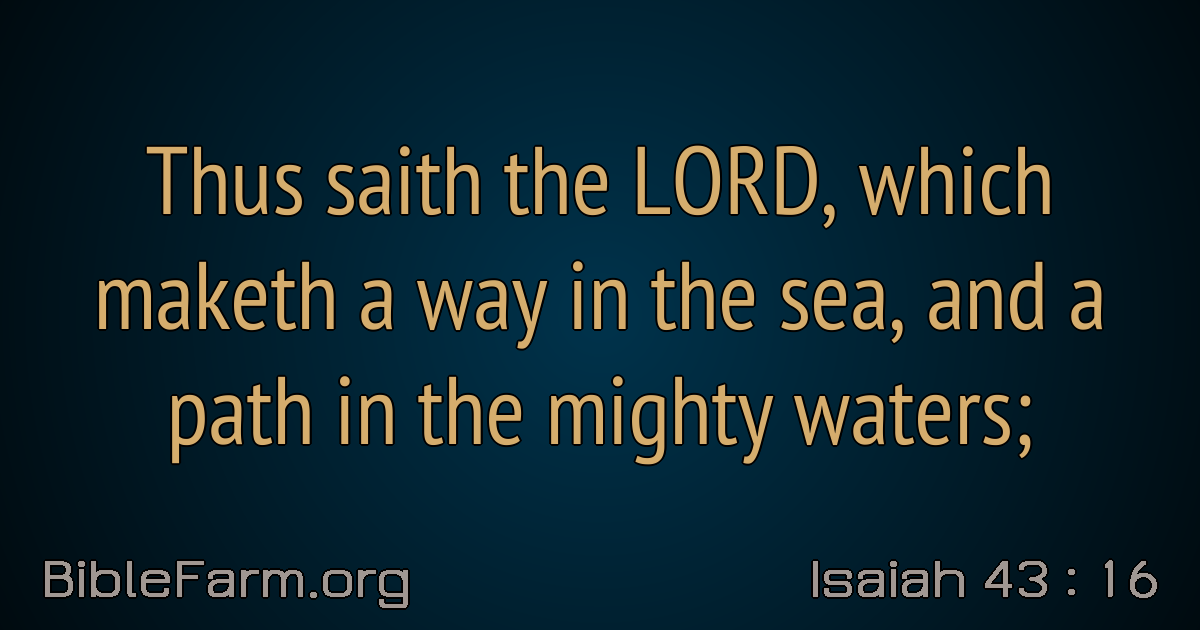 Thus saith the LORD, which
maketh a way in the sea, and a
path in the mighty waters;
BibleFarm.org
Isaiah 43 : 16